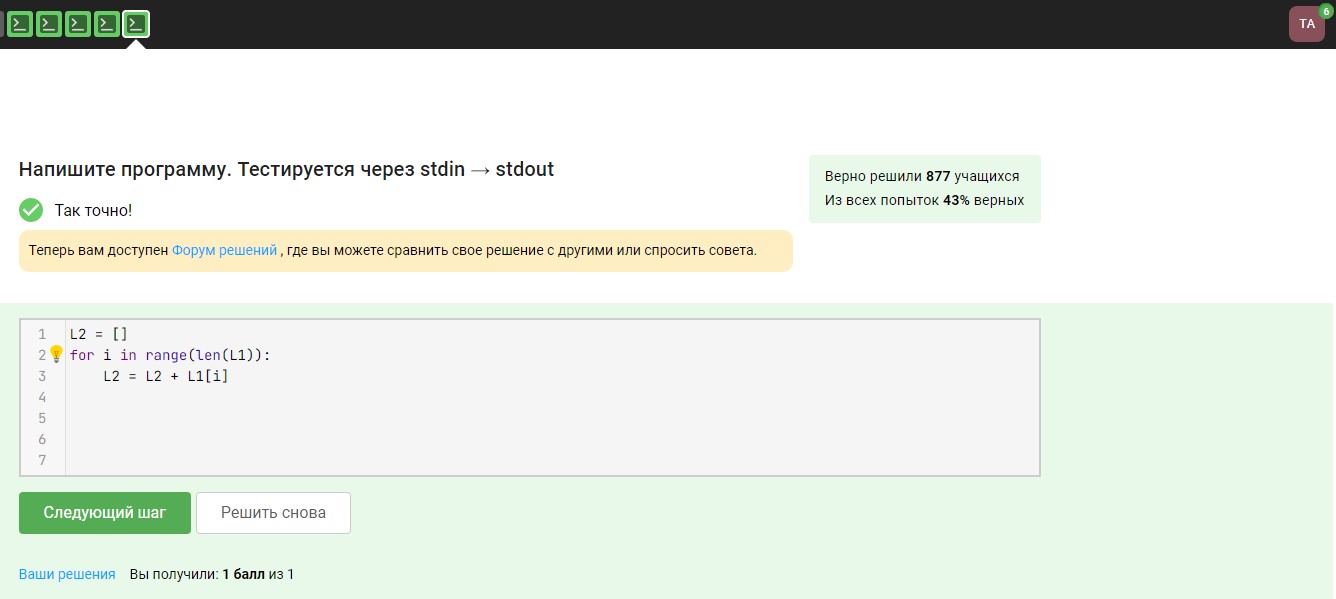 TA
6
Напишите программу. Тестируется через stdin → stdout
Верно решили 877 учащихся
Из всех попыток 43% верных
Так точно!
Теперь вам доступен Форум решений , где вы можете сравнить свое решение с другими или спросить совета.
1 L2 = []
2 for i in range(len(L1)):
3     L2 = L2 + L1[i]
4
5
6
7
Следующий шаг
Решить снова
Ваши решения Вы получили: 1 балл из 1